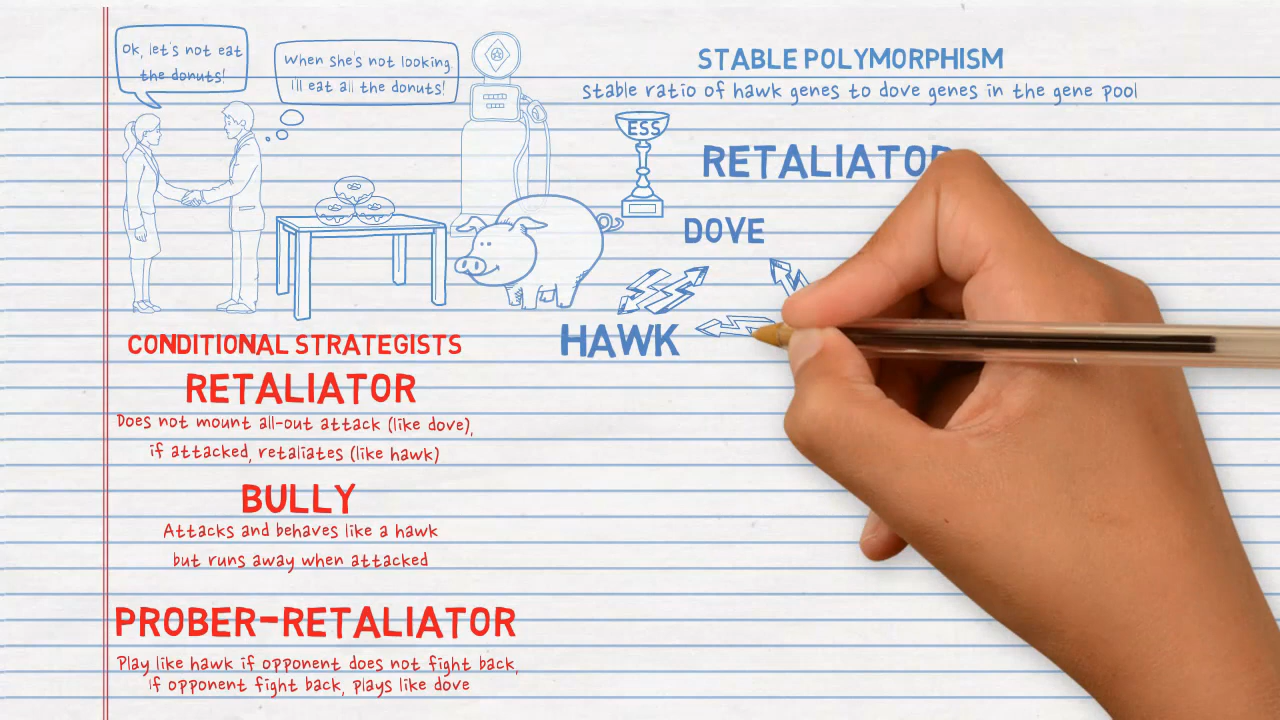 Ok, let's not eat
the donuts!
When she's not looking
I'll eat all the donuts!
STABLE POLYMORPHISM
stable ratio of hawk genes to dove genes in the gene pool
ESS
RETALIATOR
DOVE
HAWK
CONDITIONAL STRATEGISTS
RETALIATOR
Does not mount all-out attack (like dove),
if attacked, retaliates (like hawk)
BULLY
Attacks and behaves like a hawk
but runs away when attacked
PROBER-RETALIATOR
Play like hawk if opponent does not fight back,
If opponent fight back, plays like dove